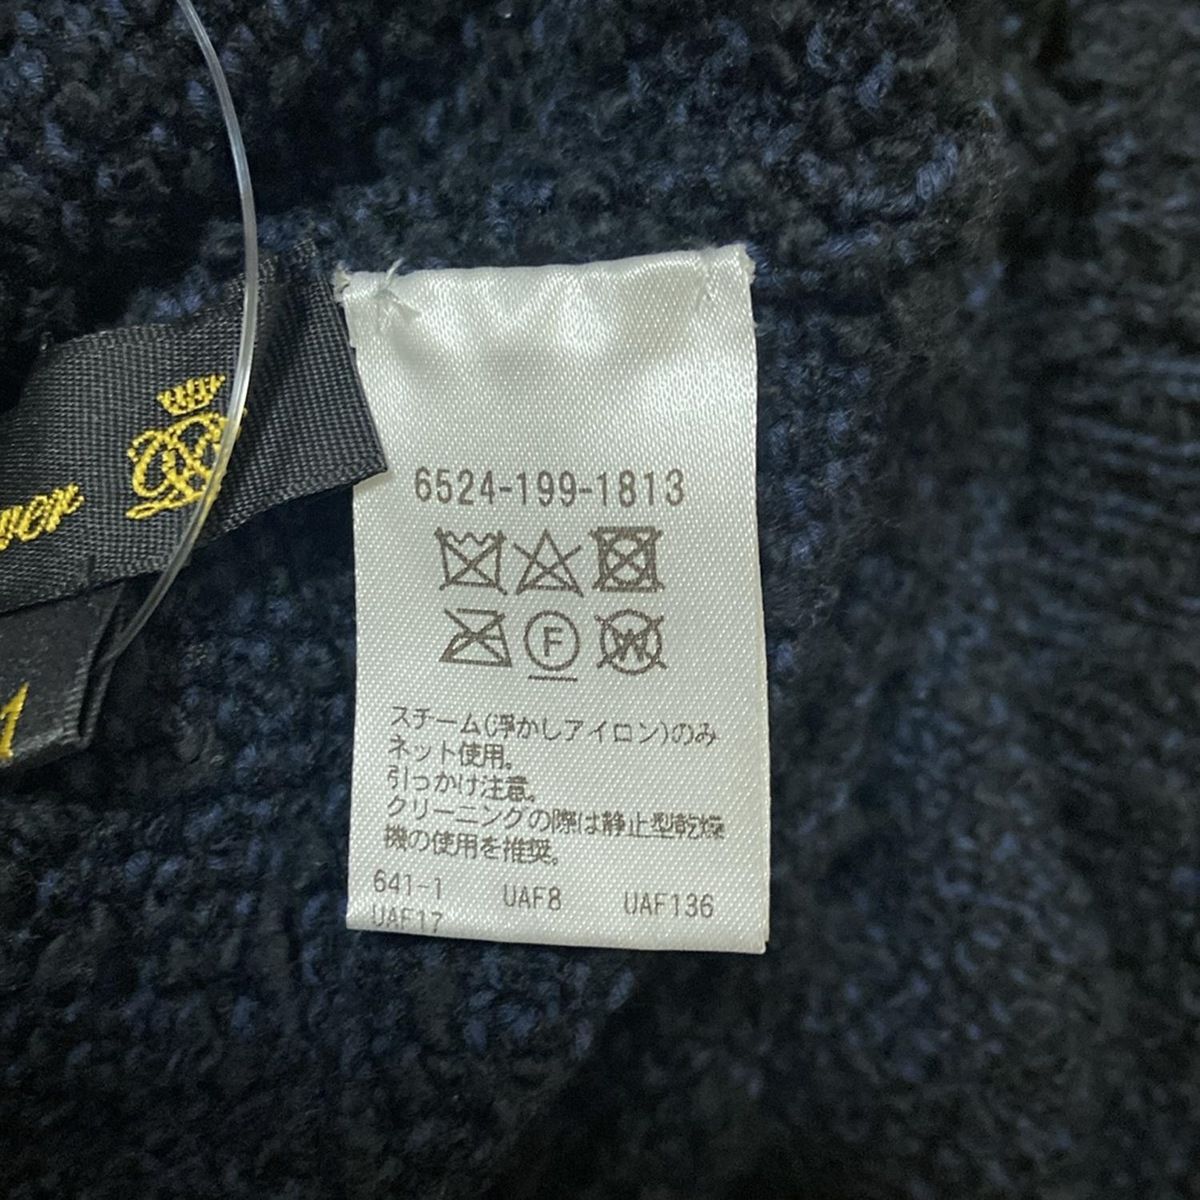 6524-199-1813
F
W
スチーム(浮かしアイロン)のみ
ネット使用。
引っかけ注意。
クリーニングの際は静止型乾燥
機の使用を推奨。
641-1 UAF8 UAF136
UAF17
1